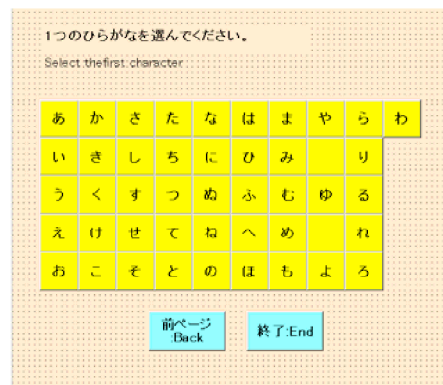 1つのひらがなを選んでください。
Select thefirst character
あ か さ た な は ま や ら わ
い き し ち に ひ み り
う く す つ ぬ ふ む ゆ る
え け せ て ね へ め れ
お こ そ と の ほ も よ ろ
前ページ
:Back
終了:End